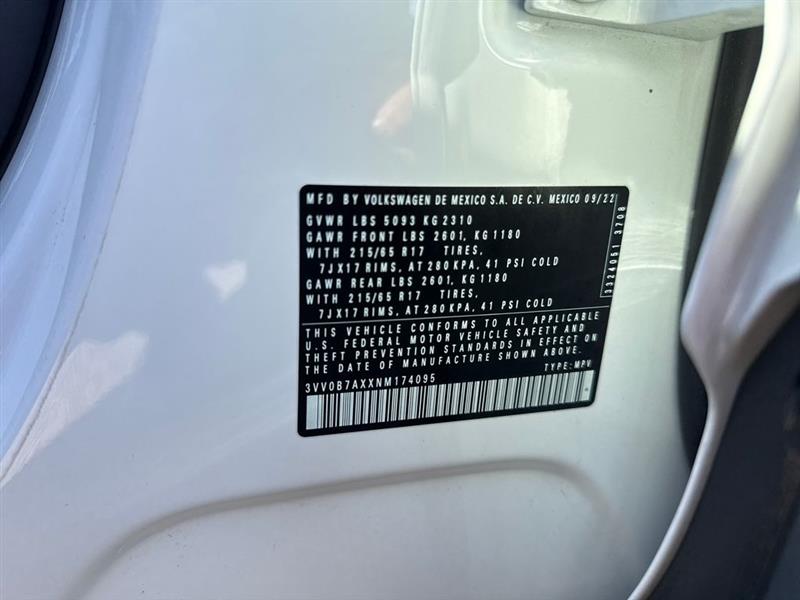 MFD BY VOLKSWAGEN DE MEXICO S.A. DE C.V. MEXICO 09/22
GVWR LBS 5093 KG 2310
GAWR FRONT LBS 2601, KG 1180
WITH 215/65 R17 TIRES,
7JX17 RIMS, AT 280 KPA, 41 PSI COLD
GAWR REAR LBS 2601, KG 1180
WITH 215/65 R17 TIRES,
7JX17 RIMS, AT 280 KPA, 41 PSI COLD
3324051 3708
THIS VEHICLE CONFORMS TO ALL APPLICABLE
U.S. FEDERAL MOTOR VEHICLE SAFETY AND
THEFT PREVENTION STANDARDS IN EFFECT ON
THE DATE OF MANUFACTURE SHOWN ABOVE.
3VV0B7AXXNM174095 TYPE: MPV